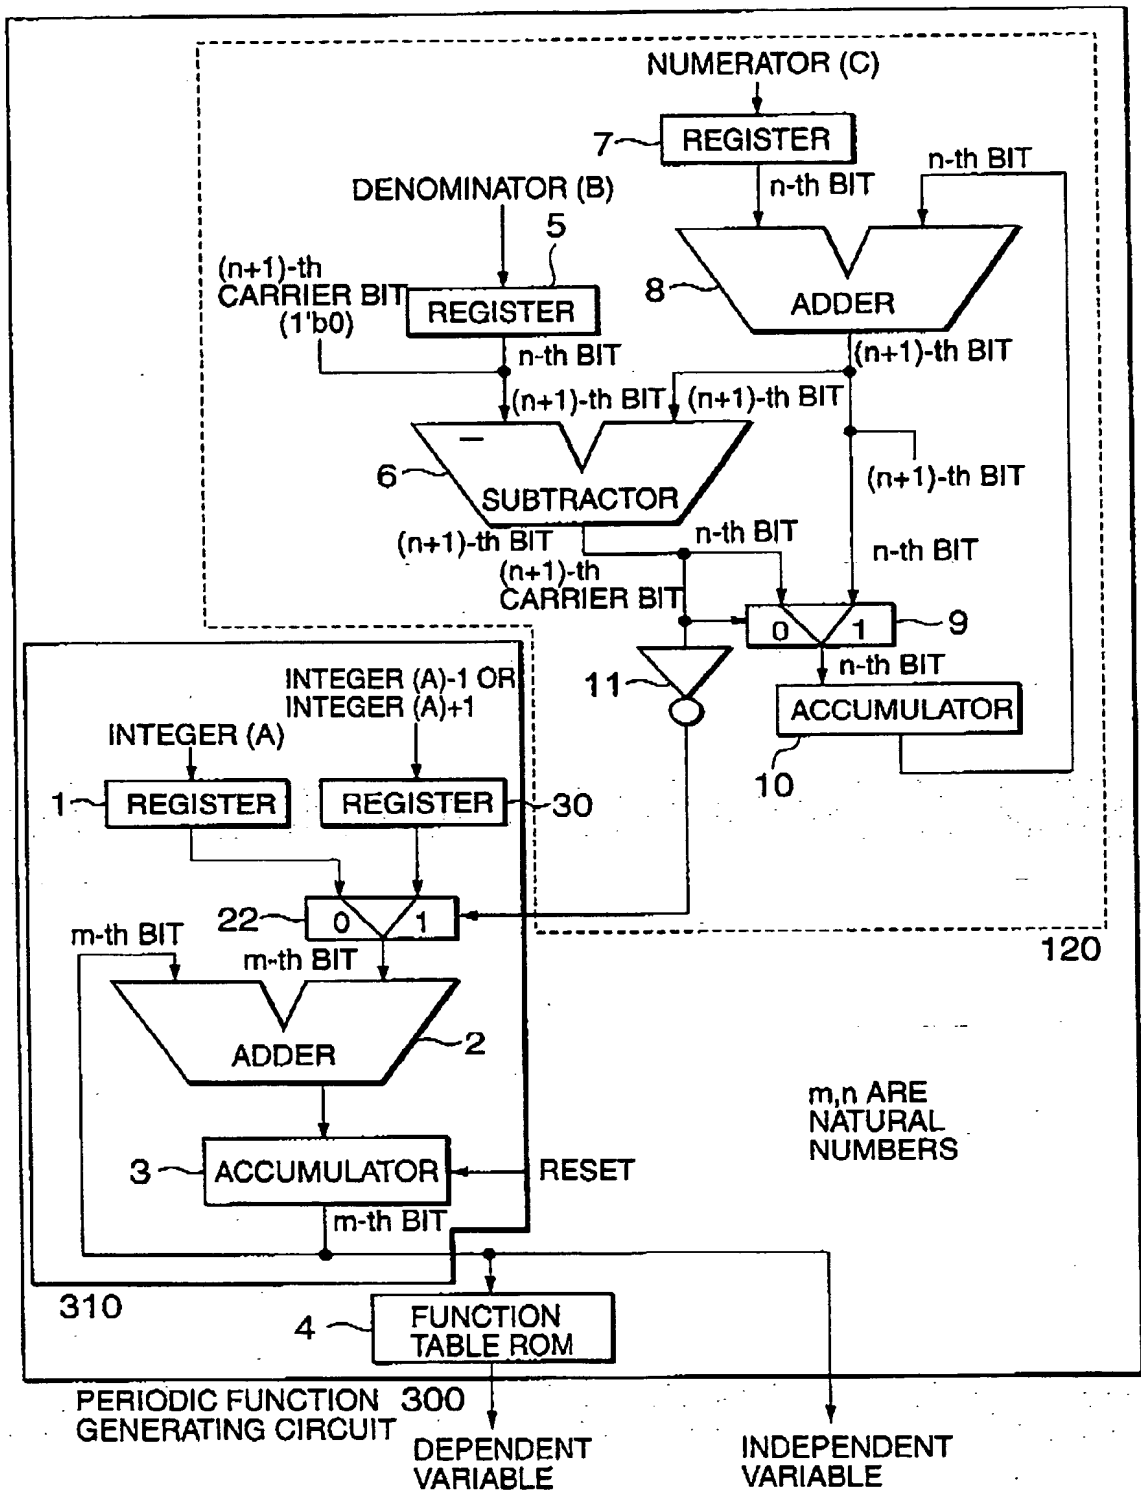 NUMERATOR (C)
7
REGISTER
n-th BIT
n-th BIT
DENOMINATOR (B)
5
(n+1)-th
CARRIER BIT
(1'b0)
REGISTER
n-th BIT
8
ADDER
(n+1)-th BIT
(n+1)-th BIT
(n+1)-th BIT
–
6
SUBTRACTOR
(n+1)-th BIT
(n+1)-th BIT
n-th BIT
n-th BIT
(n+1)-th
CARRIER BIT
0 1
9
n-th BIT
11
ACCUMULATOR
10
INTEGER (A)-1 OR
INTEGER (A)+1
INTEGER (A)
1
REGISTER
REGISTER
30
22
0 1
m-th BIT
m-th BIT
120
ADDER
2
m,n ARE
NATURAL
NUMBERS
3
ACCUMULATOR
RESET
m-th BIT
310
4
FUNCTION
TABLE ROM
PERIODIC FUNCTION 300
GENERATING CIRCUIT
DEPENDENT
VARIABLE
INDEPENDENT
VARIABLE